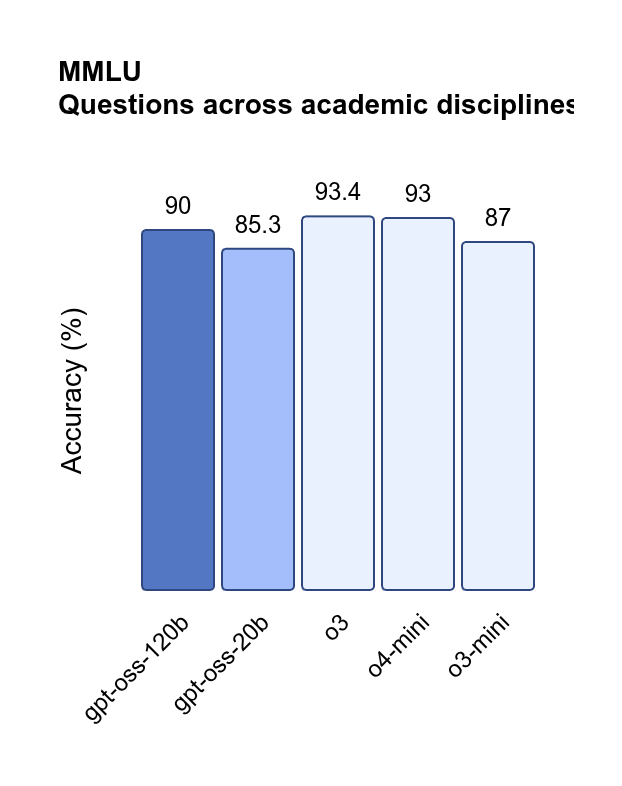 MMLU
Questions across academic disciplines
93.4
93
90
87
85.3
Accuracy (%)
gpt-oss-120b
gpt-oss-20b
o3
o4-mini
o3-mini